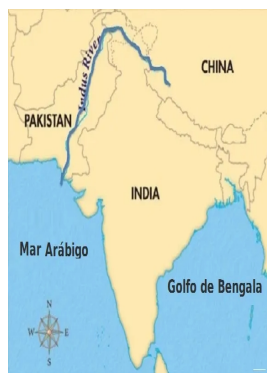 Indus River
CHINA
PAKISTAN
INDIA
Mar Arábigo
Golfo de Bengala
N
W
E
S